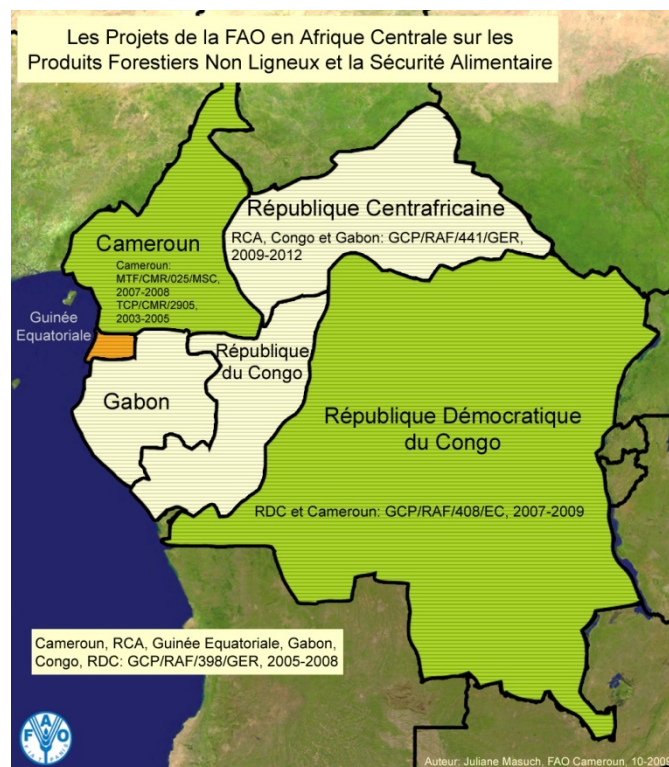 Les Projets de la FAO en Afrique Centrale sur les
Produits Forestiers Non Ligneux et la Sécurité Alimentaire
République Centrafricaine
RCA, Congo et Gabon: GCP/RAF/441/GER,
2009-2012
Cameroun
Cameroun:
MTF/CMR/025/MSC,
2007-2008
TCP/CMR/2905,
2003-2005
Guinée
Equatoriale
République
du Congo
Gabon
République Démocratique
du Congo
RDC et Cameroun: GCP/RAF/408/EC, 2007-2009
Cameroun, RCA, Guinée Equatoriale, Gabon,
Congo, RDC: GCP/RAF/398/GER, 2005-2008
FAO
Auteur: Juliane Masuch, FAO Cameroun,